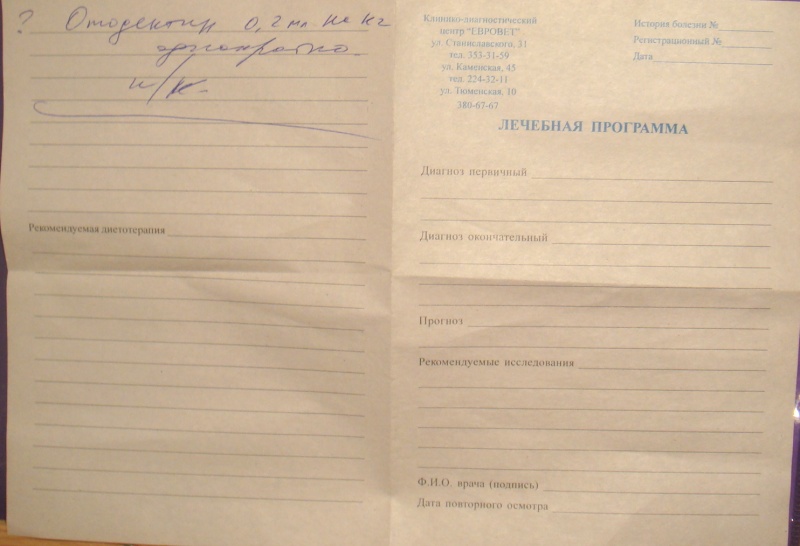 ? Отодектин 0,2 мл на кг
однократно
п/к
Рекомендуемая диетотерапия
Клинико-диагностический
центр "ЕВРОВЕТ"
ул. Станиславского, 31
тел. 353-31-59
ул. Каменская, 45
тел. 224-32-11
ул. Тюменская, 10
380-67-67
История болезни №
Регистрационный №
Дата
ЛЕЧЕБНАЯ ПРОГРАММА
Диагноз первичный
Диагноз окончательный
Прогноз
Рекомендуемые исследования
Ф.И.О. врача (подпись)
Дата повторного осмотра